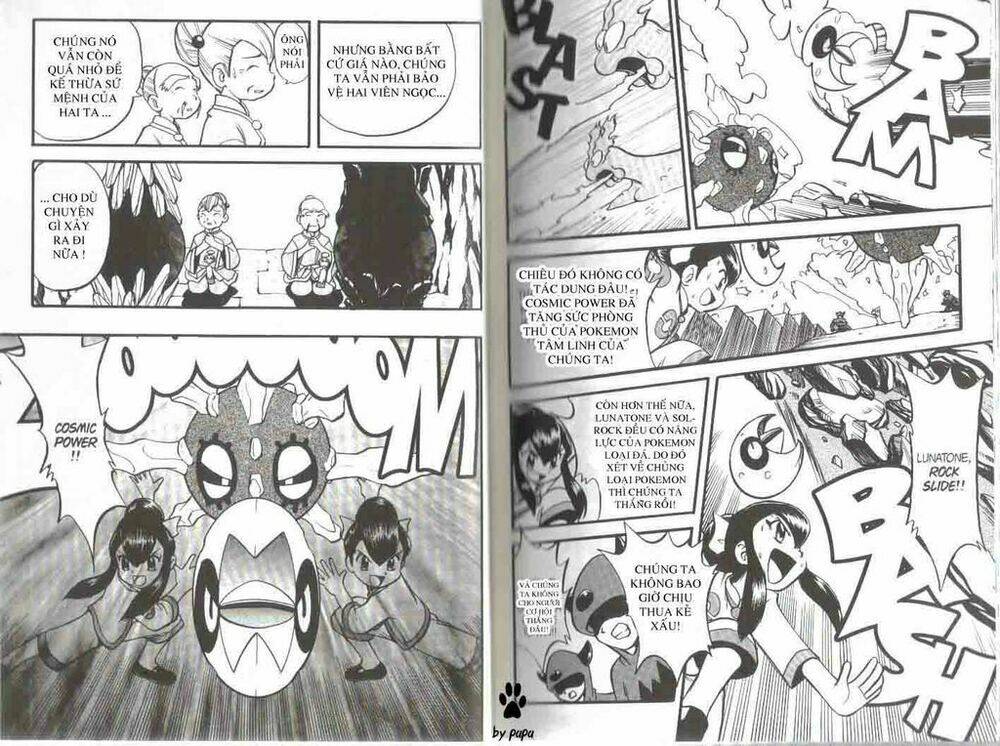 CHÚNG NÓ
VẪN CÒN
QUÁ NHỎ ĐỂ
KẾ THỪA SỨ
MỆNH CỦA
HAI TA ...
ÔNG
NÓI
PHẢI
NHƯNG BẰNG BẤT
CỨ GIÁ NÀO, CHÚNG
TA VẪN PHẢI BẢO
VỆ HAI VIÊN NGỌC...
... CHO DÙ
CHUYỆN
GÌ XẢY
RA ĐI
NỮA !
COSMIC
POWER
!!
BLAST
BAM
CHIÊU ĐÓ KHÔNG CÓ
TÁC DUNG ĐÂU!
COSMIC POWER ĐÃ
TĂNG SỨC PHÒNG
THỦ CỦA POKEMON
TÂM LINH CỦA
CHÚNG TA!
CÒN HƠN THẾ NỮA,
LUNATONE VÀ SOL-
ROCK ĐỀU CÓ NĂNG
LỰC CỦA POKEMON
LOẠI ĐÁ. DO ĐÓ
XÉT VỀ CHỦNG
LOẠI POKEMON
THÌ CHÚNG TA
THẮNG RỒI!
LUNATONE,
ROCK
SLIDE!!
BACH
CHÚNG TA
KHÔNG BAO
GIỜ CHỊU
THUA KẺ
XẤU!
VÀ CHÚNG
TA KHÔNG
CHO NGƯƠI
CƠ HỘI
THẮNG
ĐÂU!!
by pupu